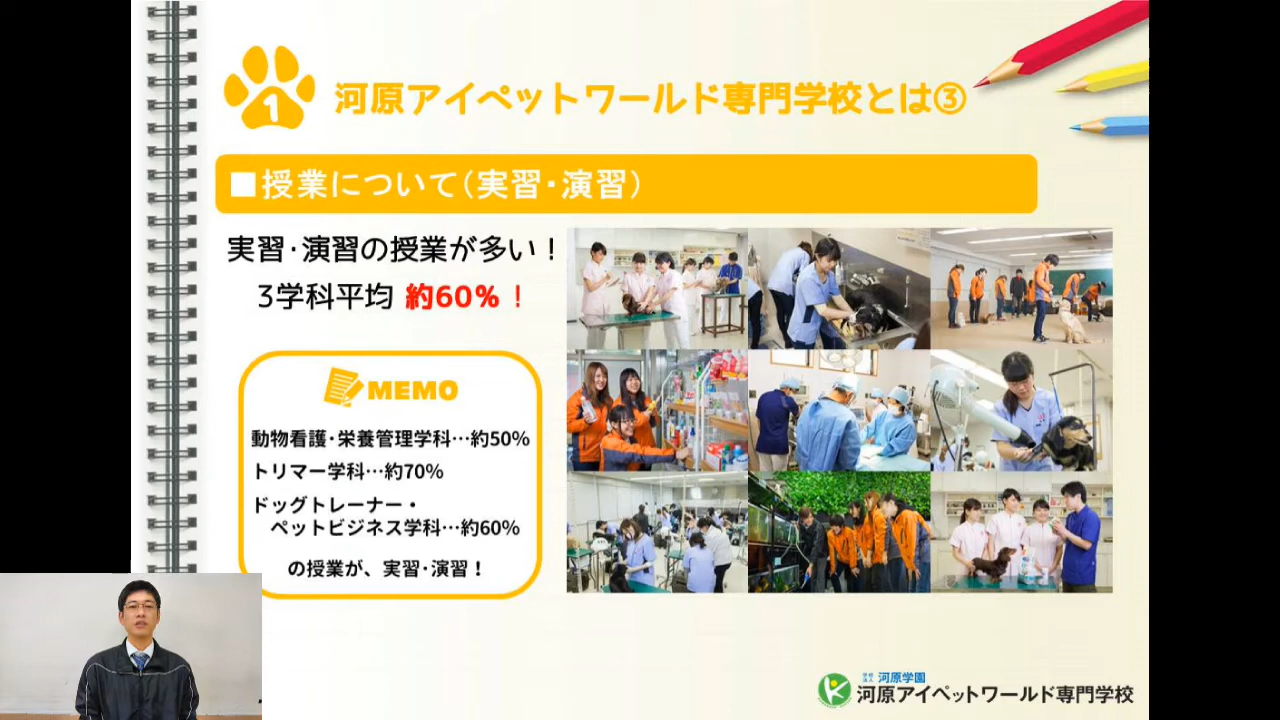 1
河原アイペットワールド専門学校とは③
■授業について(実習・演習)
実習・演習の授業が多い!
3学科平均 約60%!
MEMO
動物看護・栄養管理学科…約50%
トリマー学科…約70%
ドッグトレーナー・
ペットビジネス学科…約60%
の授業が、実習・演習!
学校法人 河原学園
河原アイペットワールド専門学校